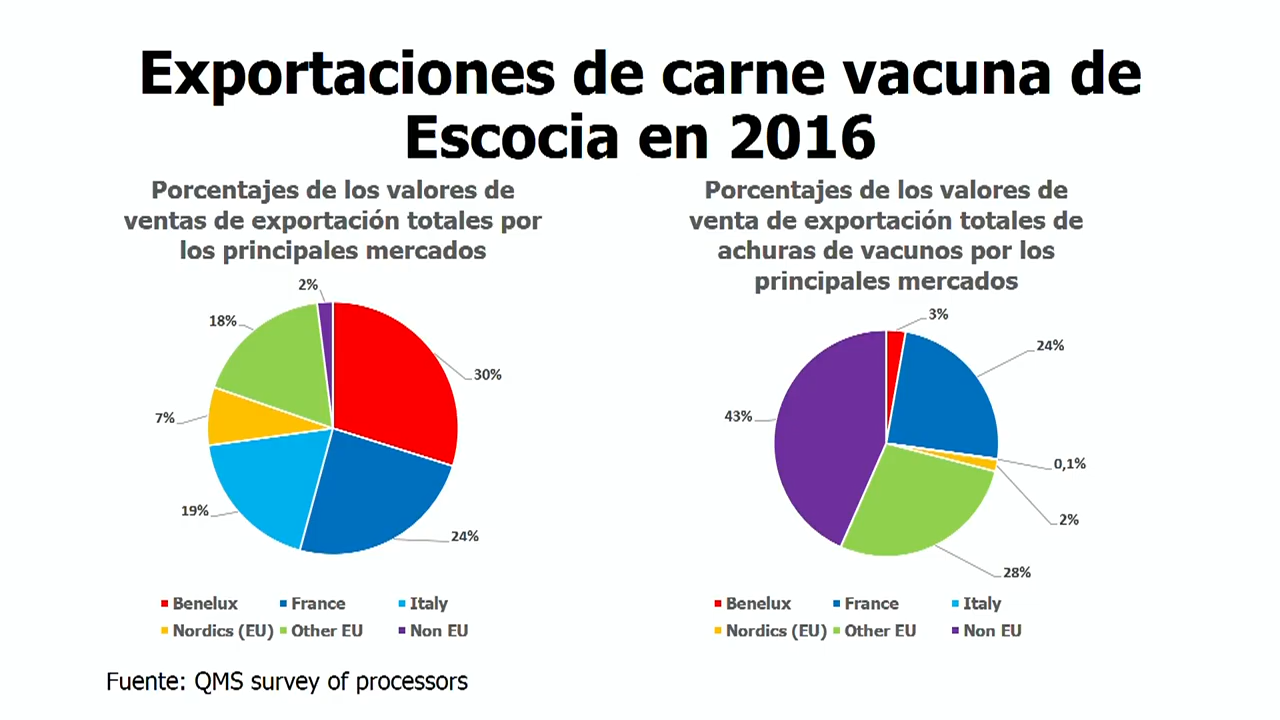 Exportaciones de carne vacuna de
Escocia en 2016
Porcentajes de los valores de
ventas de exportación totales por
los principales mercados
2%
18%
30%
7%
19%
24%
Benelux
France
Italy
Nordics (EU)
Other EU
Non EU
Porcentajes de los valores de
venta de exportación totales de
achuras de vacunos por los
principales mercados
3%
24%
43%
0,1%
2%
28%
Benelux
France
Italy
Nordics (EU)
Other EU
Non EU
Fuente: QMS survey of processors